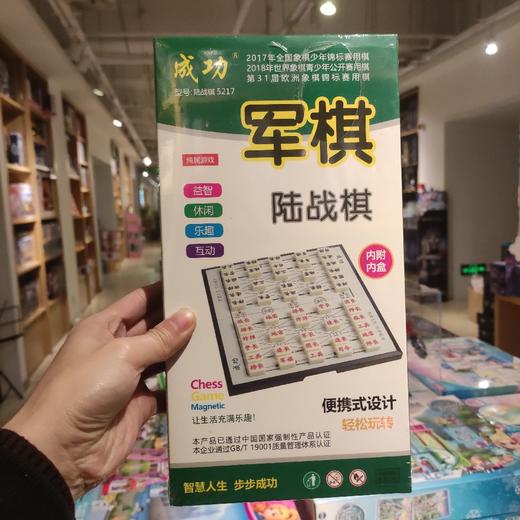 成功®
型号:陆战棋 5217
2017年全国象棋少年锦标赛用棋
2018年世界象棋青少年公开赛用棋
第31届欧洲象棋锦标赛用棋
军棋
陆战棋
纯属游戏
益智
休闲
乐趣
互动
内附
内盒
成功
Chess
Game
Magnetic
让生活充满乐趣!
便携式设计
轻松玩转
本产品已通过中国国家强制性产品认证
本企业通过GB/T 19001质量管理体系认证
智慧人生 步步成功